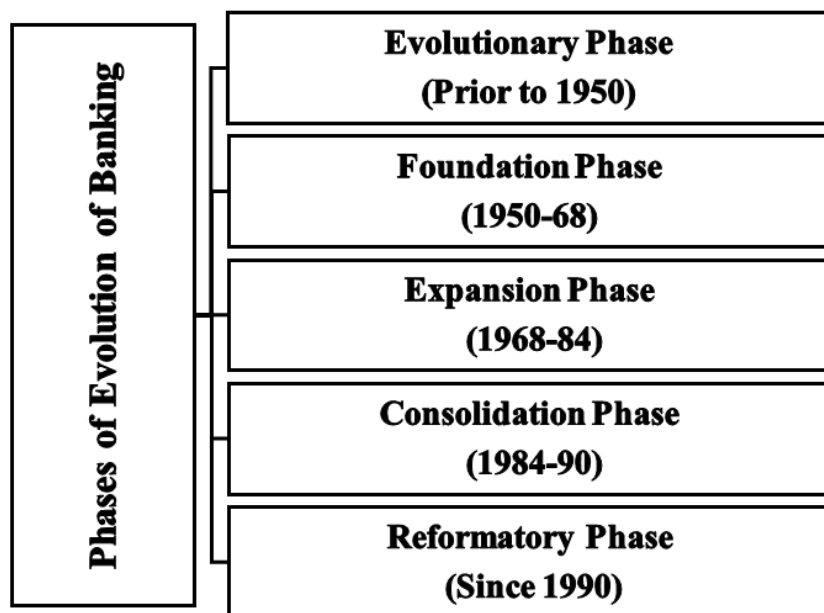 Phases of Evolution of Banking
Evolutionary Phase
(Prior to 1950)
Foundation Phase
(1950-68)
Expansion Phase
(1968-84)
Consolidation Phase
(1984-90)
Reformatory Phase
(Since 1990)